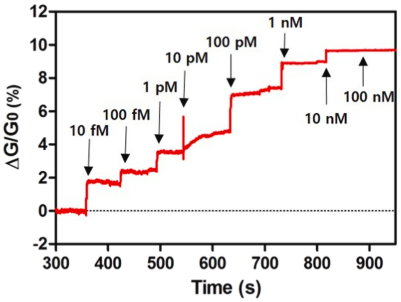 ΔG/G0 (%)
12
10
8
6
4
2
0
-2
10 fM
100 fM
1 pM
10 pM
100 pM
1 nM
10 nM
100 nM
300
400
500
600
700
800
900
Time (s)